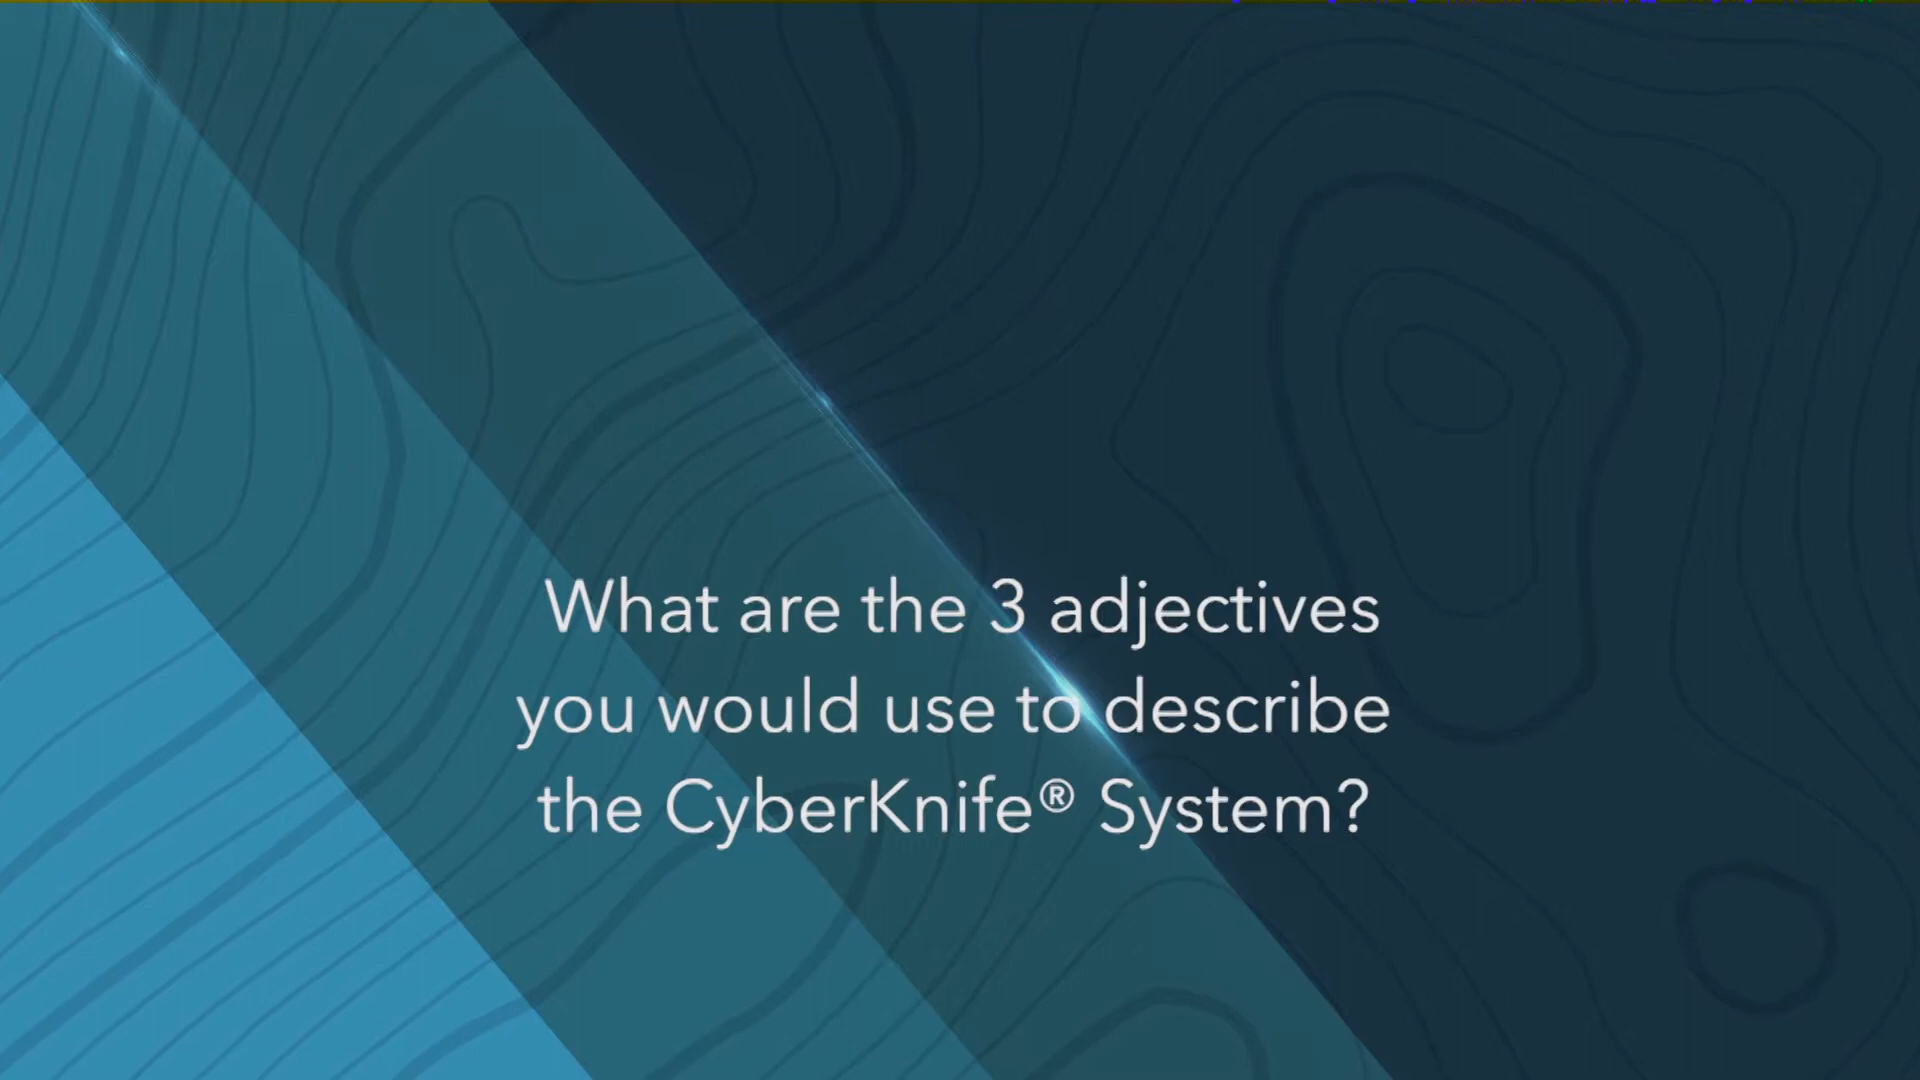 What are the 3 adjectives
you would use to describe
the CyberKnife® System?